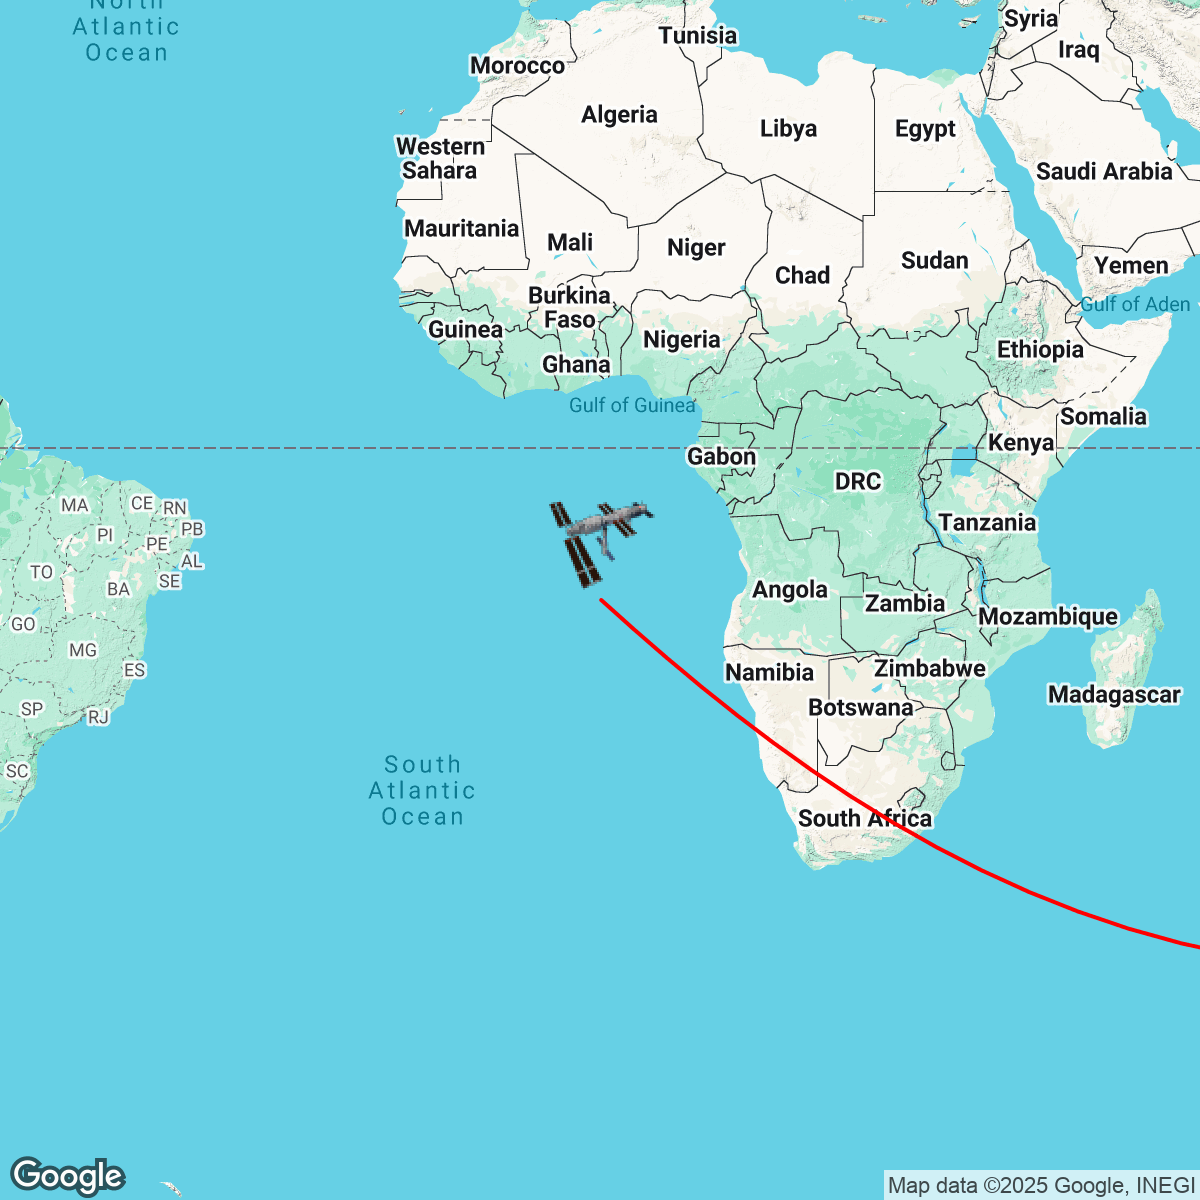 North
Atlantic
Ocean
Tunisia
Syria
Iraq
Morocco
Algeria
Libya
Egypt
Western
Sahara
Saudi Arabia
Mauritania
Mali
Niger
Chad
Sudan
Yemen
Burkina
Faso
Gulf of Aden
Guinea
Nigeria
Ethiopia
Ghana
Gulf of Guinea
Somalia
Kenya
Gabon
DRC
MA
CE
RN
PB
PI
PE
Tanzania
TO
AL
SE
BA
Angola
Zambia
Mozambique
GO
MG
ES
Namibia
Zimbabwe
Botswana
Madagascar
SP
RJ
SC
South
Atlantic
Ocean
South Africa
Google
Map data ©2025 Google, INEGI